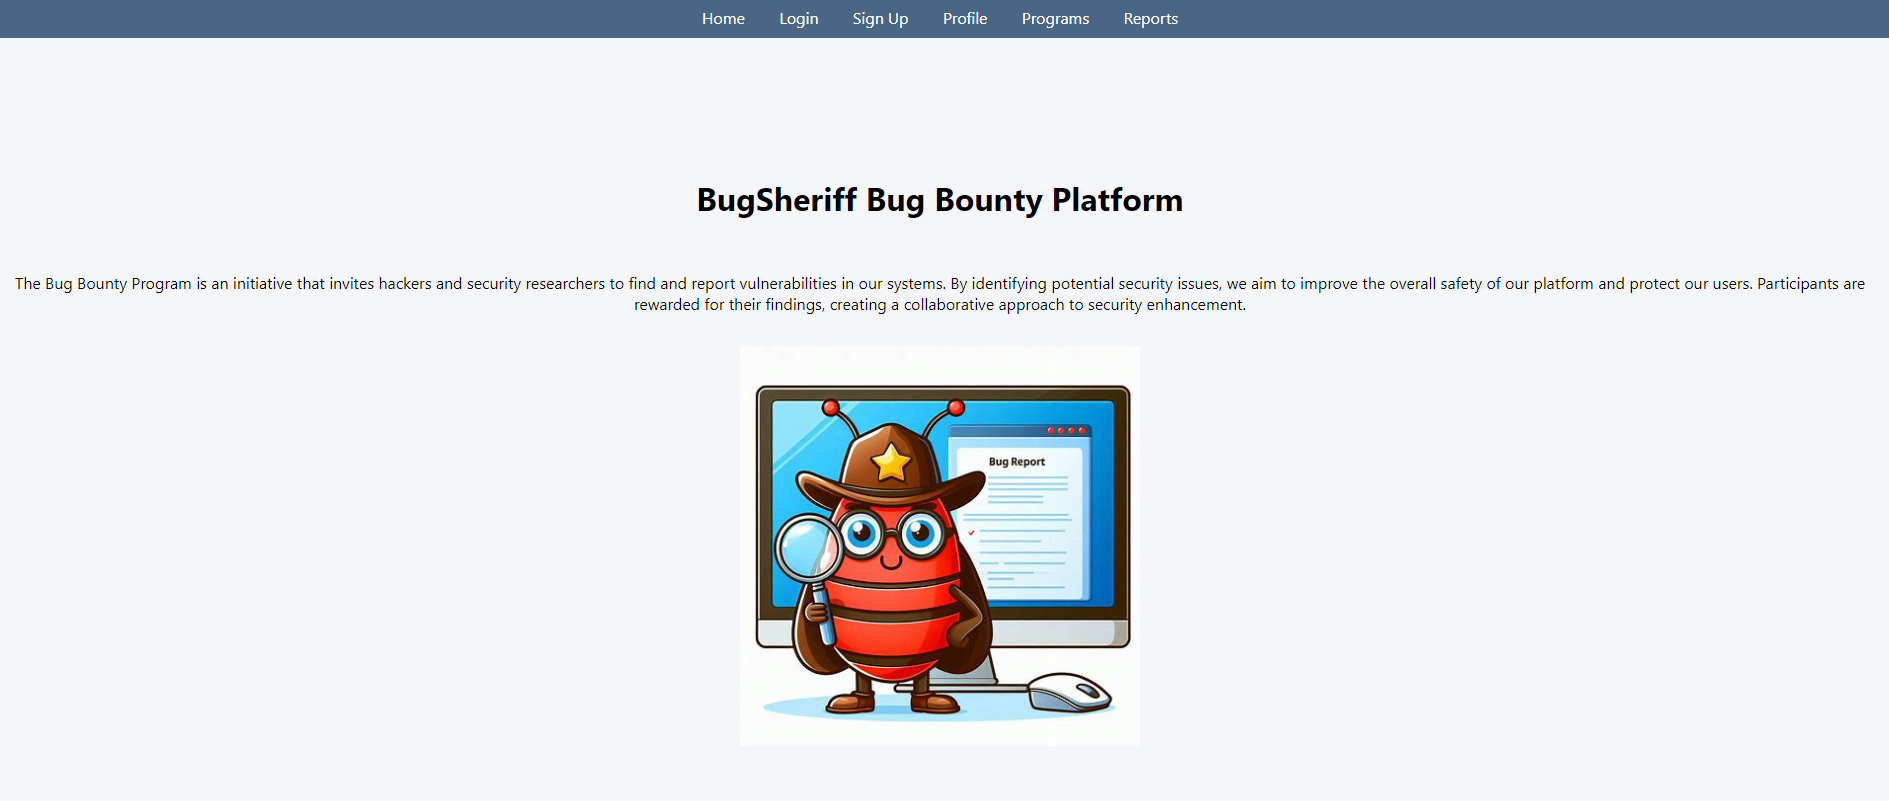 Home Login Sign Up Profile Programs Reports
BugSheriff Bug Bounty Platform
The Bug Bounty Program is an initiative that invites hackers and security researchers to find and report vulnerabilities in our systems. By identifying potential security issues, we aim to improve the overall safety of our platform and protect our users. Participants are
rewarded for their findings, creating a collaborative approach to security enhancement.
Bug Report